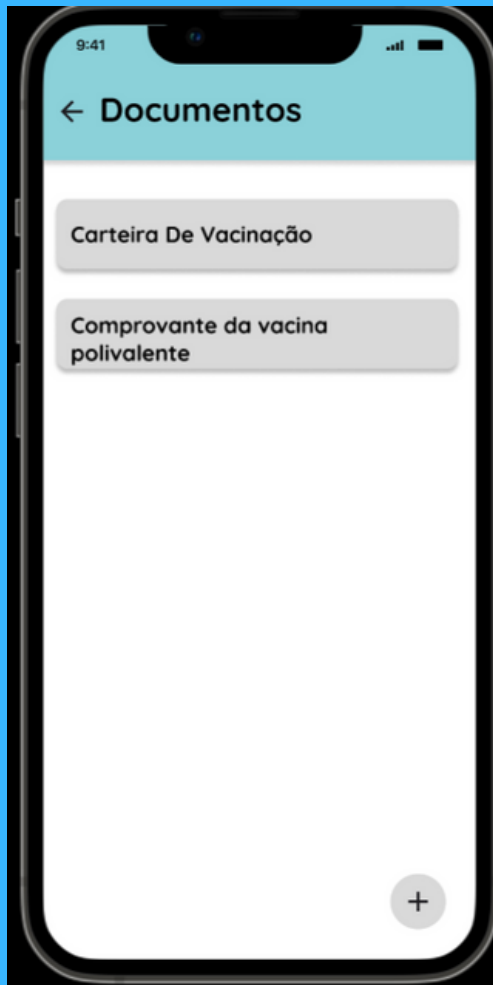 9:41
Documentos
Carteira De Vacinação
Comprovante da vacina
polivalente
+